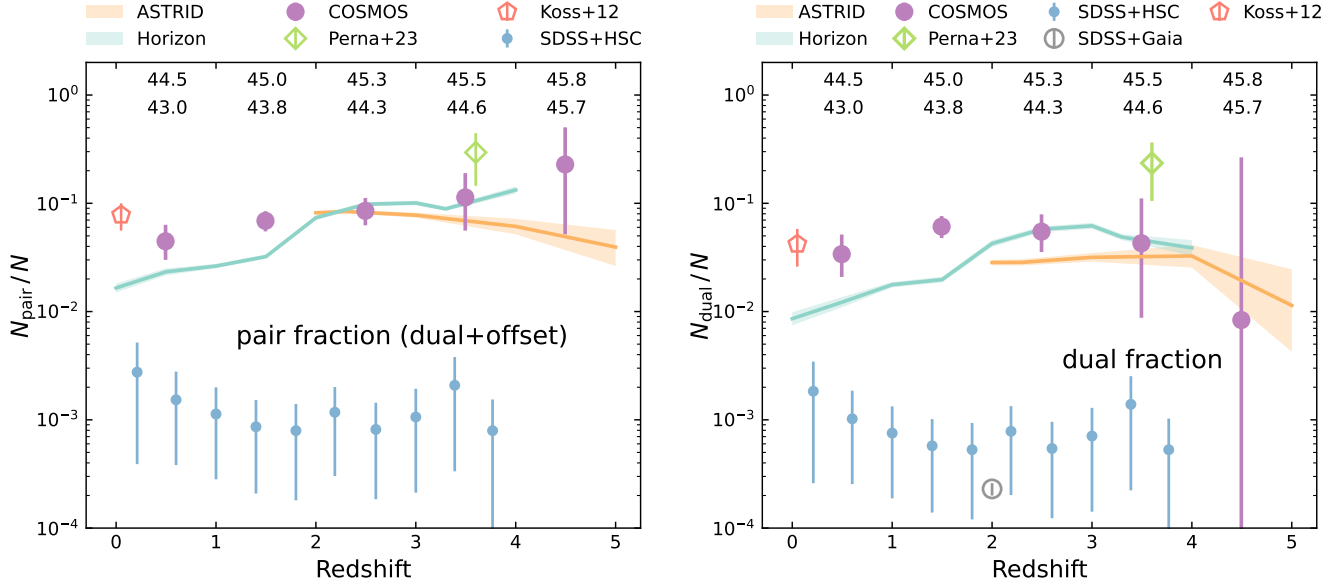 ASTRID COSMOS Koss+12
Horizon Perna+23 SDSS+HSC
44.5 45.0 45.3 45.5 45.8
43.0 43.8 44.3 44.6 45.7
10⁰
10⁻¹
10⁻²
10⁻³
10⁻⁴
N_pair / N
pair fraction (dual+offset)
0 1 2 3 4 5
Redshift
ASTRID COSMOS SDSS+HSC Koss+12
Horizon Perna+23 SDSS+Gaia
44.5 45.0 45.3 45.5 45.8
43.0 43.8 44.3 44.6 45.7
10⁰
10⁻¹
10⁻²
10⁻³
10⁻⁴
N_dual / N
dual fraction
0 1 2 3 4 5
Redshift